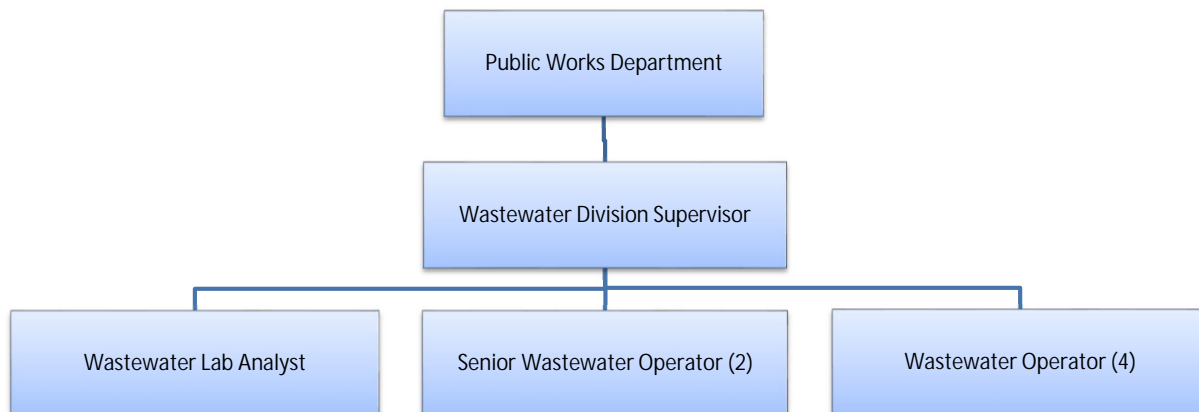 Public Works Department
Wastewater Division Supervisor
Wastewater Lab Analyst
Senior Wastewater Operator (2)
Wastewater Operator (4)